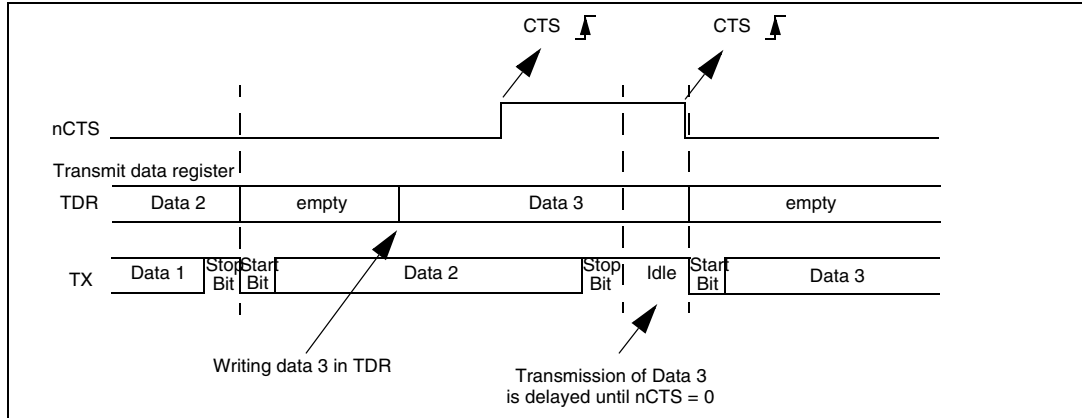 CTS CTS
nCTS
Transmit data register
TDR Data 2 empty Data 3 empty
TX Data 1 Stop Bit Start Bit Data 2 Stop Bit Idle Start Bit Data 3
Writing data 3 in TDR
Transmission of Data 3
is delayed until nCTS = 0